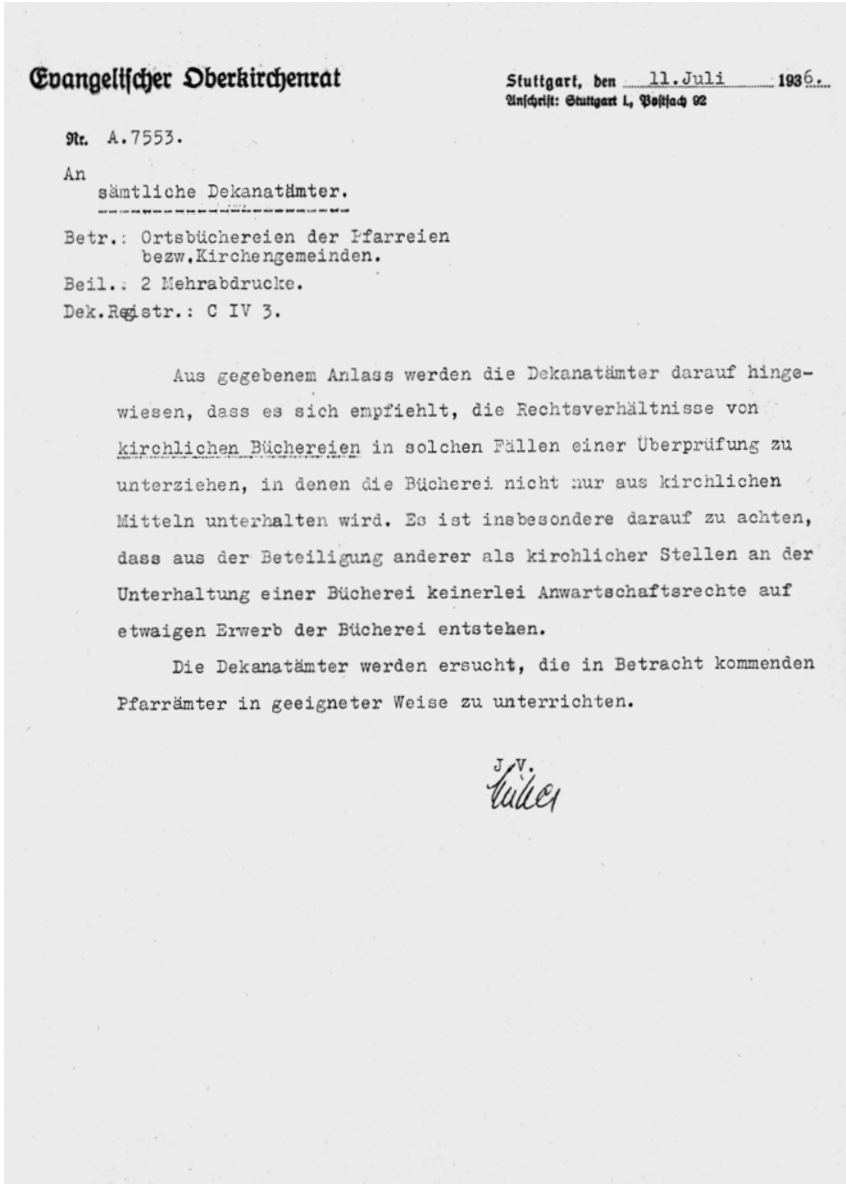 Evangelischer Oberkirchenrat
Stuttgart, den 11.Juli 1936.
Anschrift: Stuttgart 1, Postfach 92
Nr. A.7553.
An
sämtliche Dekanatämter.
Betr.: Ortsbüchereien der Pfarreien
bezw.Kirchengemeinden.
Beil.: 2 Mehrabdrucke.
Dek.Registr.: C IV 3.
Aus gegebenem Anlass werden die Dekanatämter darauf hinge-
wiesen, dass es sich empfiehlt, die Rechtsverhältnisse von
kirchlichen Büchereien in solchen Fällen einer Überprüfung zu
unterziehen, in denen die Bücherei nicht nur aus kirchlichen
Mitteln unterhalten wird. Es ist insbesondere darauf zu achten,
dass aus der Beteiligung anderer als kirchlicher Stellen an der
Unterhaltung einer Bücherei keinerlei Anwartschaftsrechte auf
etwaigen Erwerb der Bücherei entstehen.
Die Dekanatämter werden ersucht, die in Betracht kommenden
Pfarrämter in geeigneter Weise zu unterrichten.
J.V.